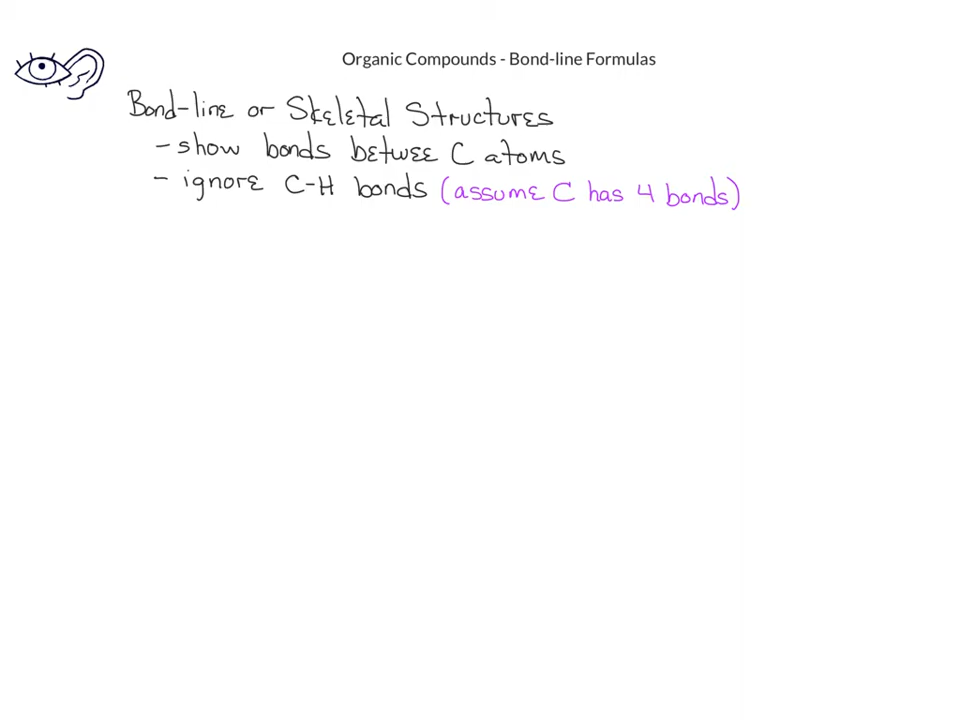 Organic Compounds - Bond-line Formulas
Bond-line or Skeletal Structures
- show bonds betwee C atoms
- ignore C-H bonds (assume C has 4 bonds)